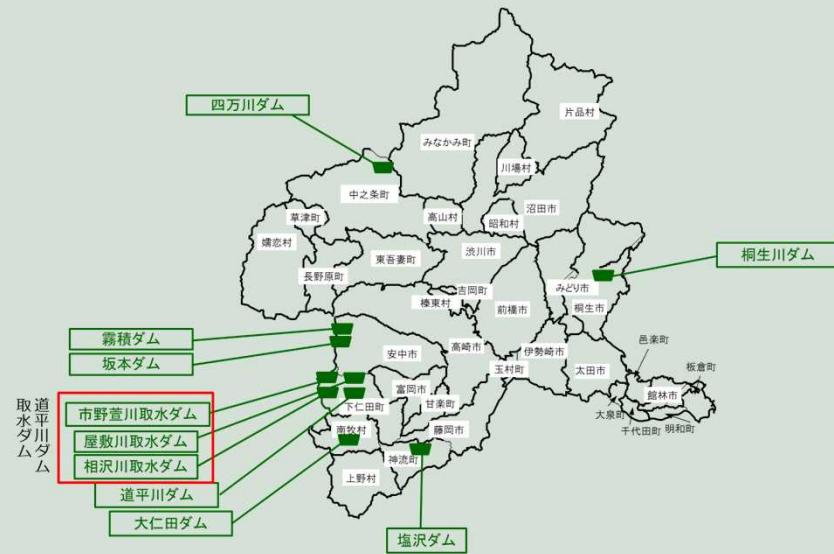 四万川ダム
片品村
みなかみ町
川場村
中之条町
沼田市
草津町
高山村
昭和村
嬬恋村
渋川市
東吾妻町
桐生川ダム
長野原町
吉岡町
みどり市
榛東村
前橋市
桐生市
霧積ダム
坂本ダム
安中市
高崎市
伊勢崎市
邑楽町
玉村町
太田市
板倉町
富岡市
館林市
道平川ダム
取水ダム
市野萱川取水ダム
下仁田町
甘楽町
大泉町
千代田町
明和町
屋敷川取水ダム
南牧村
藤岡市
相沢川取水ダム
神流町
上野村
道平川ダム
大仁田ダム
塩沢ダム